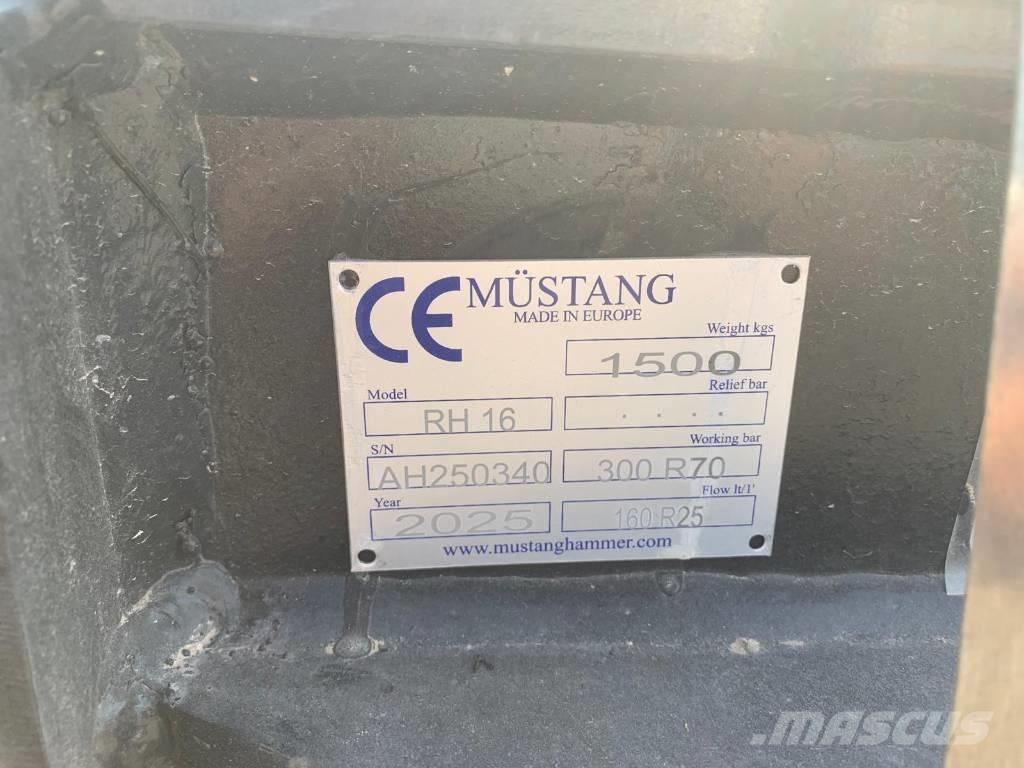 CE MÜSTANG
MADE IN EUROPE
Weight kgs
1500
Model
Relief bar
RH 16
. . . .
S/N
Working bar
AH250340
300 R70
Year
Flow lt/1'
2025
160 R25
www.mustanghammer.com
MASCUS